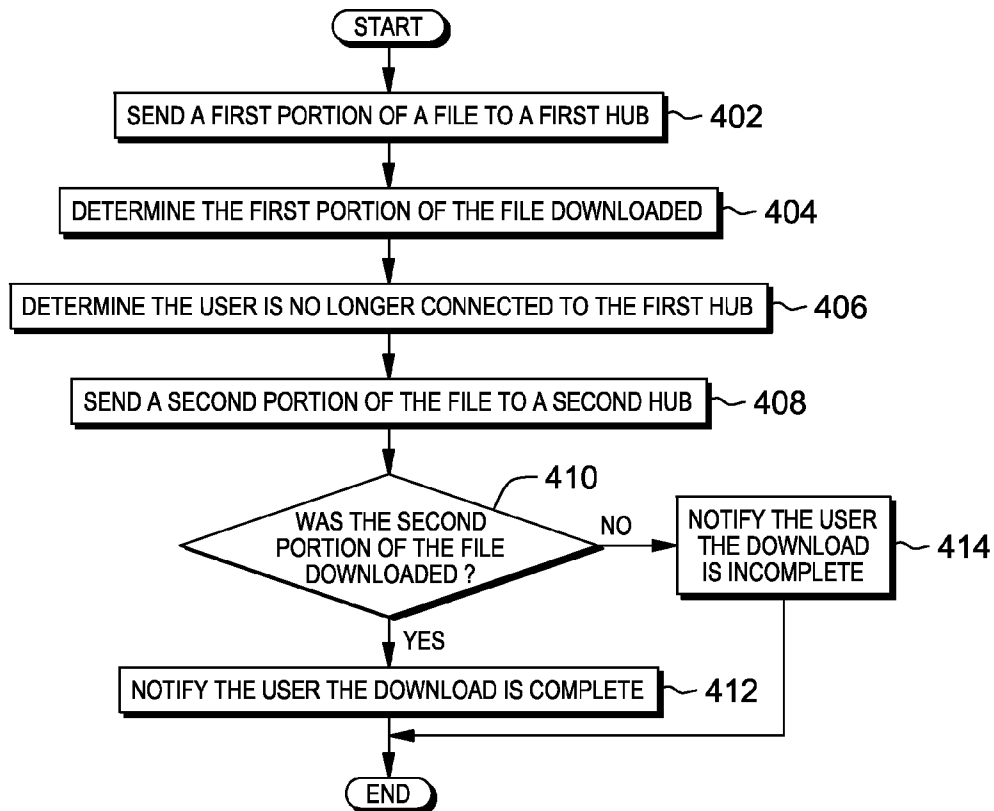 START
SEND A FIRST PORTION OF A FILE TO A FIRST HUB
402
DETERMINE THE FIRST PORTION OF THE FILE DOWNLOADED
404
DETERMINE THE USER IS NO LONGER CONNECTED TO THE FIRST HUB
406
SEND A SECOND PORTION OF THE FILE TO A SECOND HUB
408
410
WAS THE SECOND
PORTION OF THE FILE
DOWNLOADED ?
NO
NOTIFY THE USER
THE DOWNLOAD
IS INCOMPLETE
414
YES
NOTIFY THE USER THE DOWNLOAD IS COMPLETE
412
END